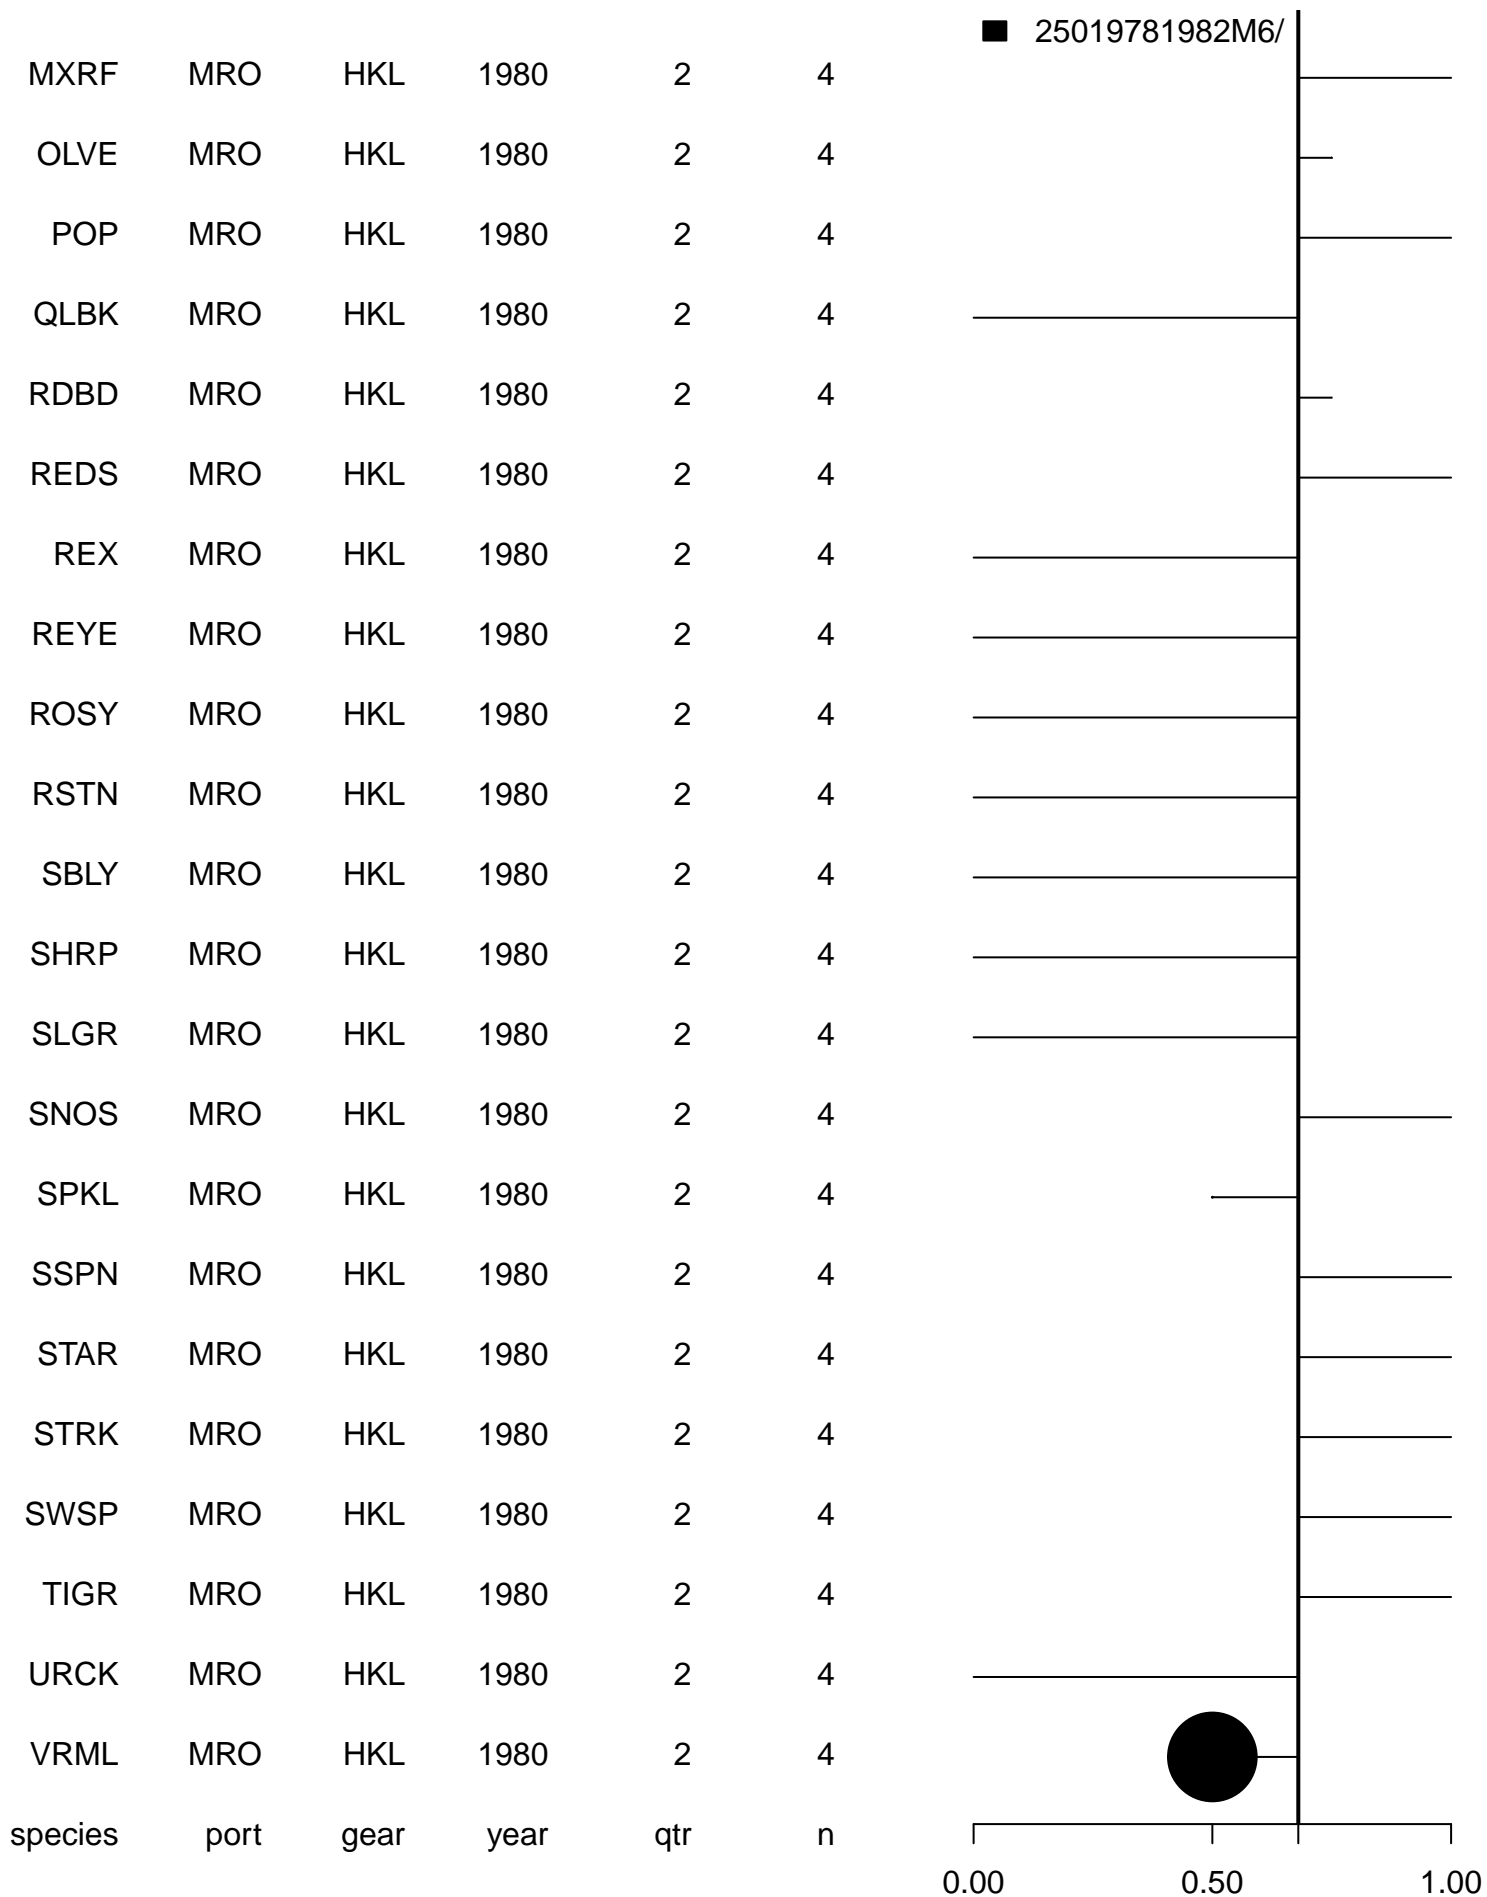 25019781982M6/
MXRF MRO HKL 1980 2 4
OLVE MRO HKL 1980 2 4
POP MRO HKL 1980 2 4
QLBK MRO HKL 1980 2 4
RDBD MRO HKL 1980 2 4
REDS MRO HKL 1980 2 4
REX MRO HKL 1980 2 4
REYE MRO HKL 1980 2 4
ROSY MRO HKL 1980 2 4
RSTN MRO HKL 1980 2 4
SBLY MRO HKL 1980 2 4
SHRP MRO HKL 1980 2 4
SLGR MRO HKL 1980 2 4
SNOS MRO HKL 1980 2 4
SPKL MRO HKL 1980 2 4
SSPN MRO HKL 1980 2 4
STAR MRO HKL 1980 2 4
STRK MRO HKL 1980 2 4
SWSP MRO HKL 1980 2 4
TIGR MRO HKL 1980 2 4
URCK MRO HKL 1980 2 4
VRML MRO HKL 1980 2 4
species port gear year qtr n
0.00 0.50 1.00